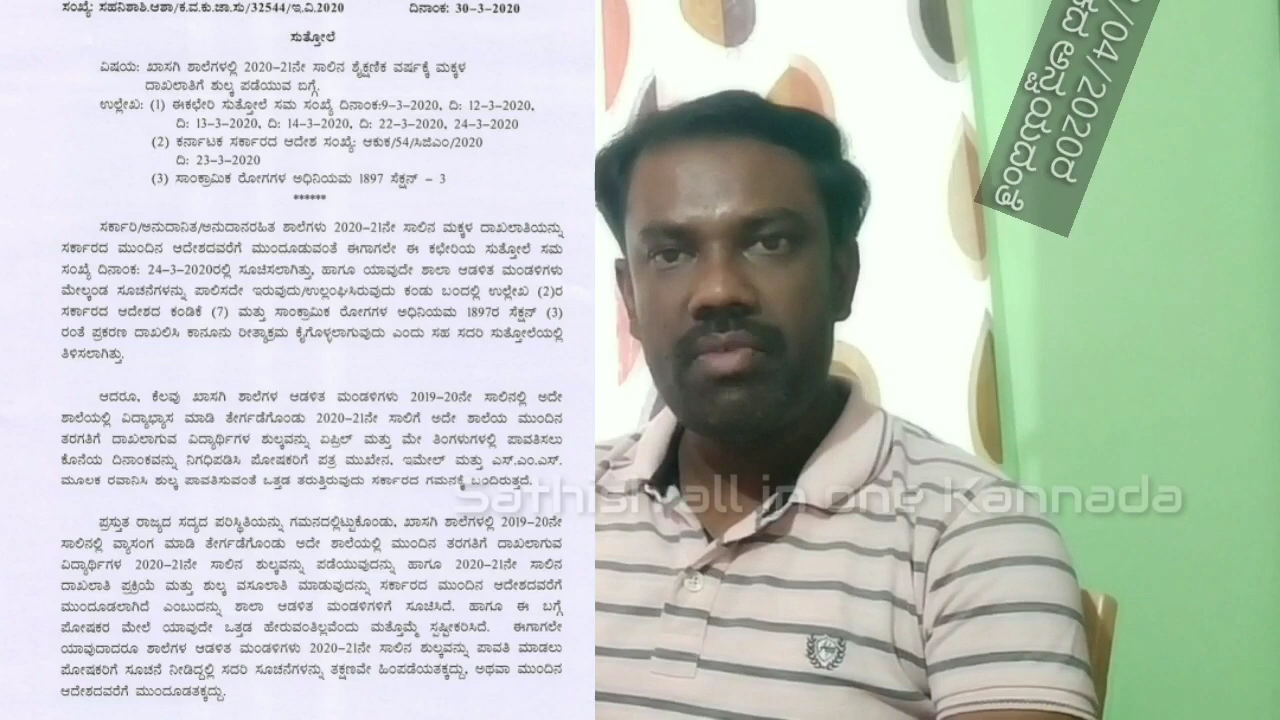 ಸಂಖ್ಯೆ: ಸಹನಿಶಾಶಿ.ಆಶಾ/ಕ.ವ.ಕು.ಜಾ.ಸು/32544/ಇ.ವಿ.2020 ದಿನಾಂಕ: 30-3-2020
ಸುತ್ತೋಲೆ
ವಿಷಯ: ಖಾಸಗಿ ಶಾಲೆಗಳಲ್ಲಿ 2020-21ನೇ ಸಾಲಿನ ಶೈಕ್ಷಣಿಕ ವರ್ಷಕ್ಕೆ ಮಕ್ಕಳ
ದಾಖಲಾತಿಗೆ ಶುಲ್ಕ ಪಡೆಯುವ ಬಗ್ಗೆ.
ಉಲ್ಲೇಖ: (1) ಈಕಛೇರಿ ಸುತ್ತೋಲೆ ಸಮ ಸಂಖ್ಯೆ ದಿನಾಂಕ:9-3-2020, ದಿ: 12-3-2020,
ದಿ: 13-3-2020, ದಿ: 14-3-2020, ದಿ: 22-3-2020, 24-3-2020
(2) ಕರ್ನಾಟಕ ಸರ್ಕಾರದ ಆದೇಶ ಸಂಖ್ಯೆ: ಆಕುಕ/54/ಸಿಜಿಎಂ/2020
ದಿ: 23-3-2020
(3) ಸಾಂಕ್ರಾಮಿಕ ರೋಗಗಳ ಅಧಿನಿಯಮ 1897 ಸೆಕ್ಷನ್ - 3
******
ಸರ್ಕಾರಿ/ಅನುದಾನಿತ/ಅನುದಾನರಹಿತ ಶಾಲೆಗಳು 2020-21ನೇ ಸಾಲಿನ ಮಕ್ಕಳ ದಾಖಲಾತಿಯನ್ನು
ಸರ್ಕಾರದ ಮುಂದಿನ ಆದೇಶದವರೆಗೆ ಮುಂದೂಡುವಂತೆ ಈಗಾಗಲೇ ಈ ಕಛೇರಿಯ ಸುತ್ತೋಲೆ ಸಮ
ಸಂಖ್ಯೆ ದಿನಾಂಕ: 24-3-2020ರಲ್ಲಿ ಸೂಚಿಸಲಾಗಿತ್ತು, ಹಾಗೂ ಯಾವುದೇ ಶಾಲಾ ಆಡಳಿತ ಮಂಡಳಿಗಳು
ಮೇಲ್ಕಂಡ ಸೂಚನೆಗಳನ್ನು ಪಾಲಿಸದೇ ಇರುವುದು/ಉಲ್ಲಂಘಿಸಿರುವುದು ಕಂಡು ಬಂದಲ್ಲಿ ಉಲ್ಲೇಖ (2)ರ
ಸರ್ಕಾರದ ಆದೇಶದ ಕಂಡಿಕೆ (7) ಮತ್ತು ಸಾಂಕ್ರಾಮಿಕ ರೋಗಗಳ ಅಧಿನಿಯಮ 1897ರ ಸೆಕ್ಷನ್ (3)
ರಂತೆ ಪ್ರಕರಣ ದಾಖಲಿಸಿ ಕಾನೂನು ರೀತ್ಯಾಕ್ರಮ ಕೈಗೊಳ್ಳಲಾಗುವುದು ಎಂದು ಸಹ ಸದರಿ ಸುತ್ತೋಲೆಯಲ್ಲಿ
ತಿಳಿಸಲಾಗಿತ್ತು.
ಆದರೂ, ಕೆಲವು ಖಾಸಗಿ ಶಾಲೆಗಳ ಆಡಳಿತ ಮಂಡಳಿಗಳು 2019-20ನೇ ಸಾಲಿನಲ್ಲಿ ಅದೇ
ಶಾಲೆಯಲ್ಲಿ ವಿದ್ಯಾಭ್ಯಾಸ ಮಾಡಿ ತೇರ್ಗಡೆಗೊಂಡು 2020-21ನೇ ಸಾಲಿಗೆ ಅದೇ ಶಾಲೆಯ ಮುಂದಿನ
ತರಗತಿಗೆ ದಾಖಲಾಗುವ ವಿದ್ಯಾರ್ಥಿಗಳ ಶುಲ್ಕವನ್ನು ಏಪ್ರಿಲ್ ಮತ್ತು ಮೇ ತಿಂಗಳುಗಳಲ್ಲಿ ಪಾವತಿಸಲು
ಕೊನೆಯ ದಿನಾಂಕವನ್ನು ನಿಗಧಿಪಡಿಸಿ ಪೋಷಕರಿಗೆ ಪತ್ರ ಮುಖೇನ, ಇಮೇಲ್ ಮತ್ತು ಎಸ್.ಎಂ.ಎಸ್.
ಮೂಲಕ ರವಾನಿಸಿ ಶುಲ್ಕ ಪಾವತಿಸುವಂತೆ ಒತ್ತಡ ತರುತ್ತಿರುವುದು ಸರ್ಕಾರದ ಗಮನಕ್ಕೆ ಬಂದಿರುತ್ತದೆ.
ಪ್ರಸ್ತುತ ರಾಜ್ಯದ ಸದ್ಯದ ಪರಿಸ್ಥಿತಿಯನ್ನು ಗಮನದಲ್ಲಿಟ್ಟುಕೊಂಡು, ಖಾಸಗಿ ಶಾಲೆಗಳಲ್ಲಿ 2019-20ನೇ
ಸಾಲಿನಲ್ಲಿ ವ್ಯಾಸಂಗ ಮಾಡಿ ತೇರ್ಗಡೆಗೊಂಡು ಅದೇ ಶಾಲೆಯಲ್ಲಿ ಮುಂದಿನ ತರಗತಿಗೆ ದಾಖಲಾಗುವ
ವಿದ್ಯಾರ್ಥಿಗಳ 2020-21ನೇ ಸಾಲಿನ ಶುಲ್ಕವನ್ನು ಪಡೆಯುವುದನ್ನು ಹಾಗೂ 2020-21ನೇ ಸಾಲಿನ
ದಾಖಲಾತಿ ಪ್ರಕ್ರಿಯೆ ಮತ್ತು ಶುಲ್ಕ ವಸೂಲಾತಿ ಮಾಡುವುದನ್ನು ಸರ್ಕಾರದ ಮುಂದಿನ ಆದೇಶದವರೆಗೆ
ಮುಂದೂಡಲಾಗಿದೆ ಎಂಬುದನ್ನು ಶಾಲಾ ಆಡಳಿತ ಮಂಡಳಿಗಳಿಗೆ ಸೂಚಿಸಿದೆ. ಹಾಗೂ ಈ ಬಗ್ಗೆ
ಪೋಷಕರ ಮೇಲೆ ಯಾವುದೇ ಒತ್ತಡ ಹೇರುವಂತಿಲ್ಲವೆಂದು ಮತ್ತೊಮ್ಮೆ ಸ್ಪಷ್ಟೀಕರಿಸಿದೆ. ಈಗಾಗಲೇ
ಯಾವುದಾದರೂ ಶಾಲೆಗಳ ಆಡಳಿತ ಮಂಡಳಿಗಳು 2020-21ನೇ ಸಾಲಿನ ಶುಲ್ಕವನ್ನು ಪಾವತಿ ಮಾಡಲು
ಪೋಷಕರಿಗೆ ಸೂಚನೆ ನೀಡಿದ್ದಲ್ಲಿ ಸದರಿ ಸೂಚನೆಗಳನ್ನು ತಕ್ಷಣವೇ ಹಿಂಪಡೆಯತಕ್ಕದ್ದು, ಅಥವಾ ಮುಂದಿನ
ಆದೇಶದವರೆಗೆ ಮುಂದೂಡತಕ್ಕದ್ದು.
/04/2020ರ
ಅನ್ವಯದಂತೆ
Sathish all in one Kannada